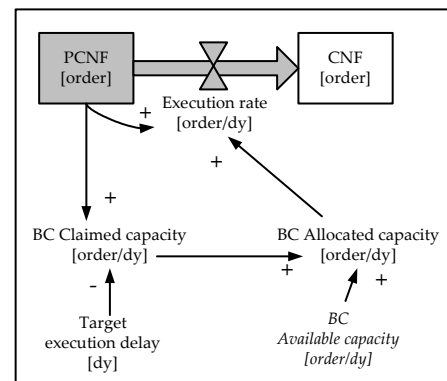 PCNF
[order]
CNF
[order]
+
Execution rate
[order/dy]
+
+
BC Claimed capacity
[order/dy]
BC Allocated capacity
[order/dy]
+
+
-
Target
execution delay
[dy]
BC
Available capacity
[order/dy]